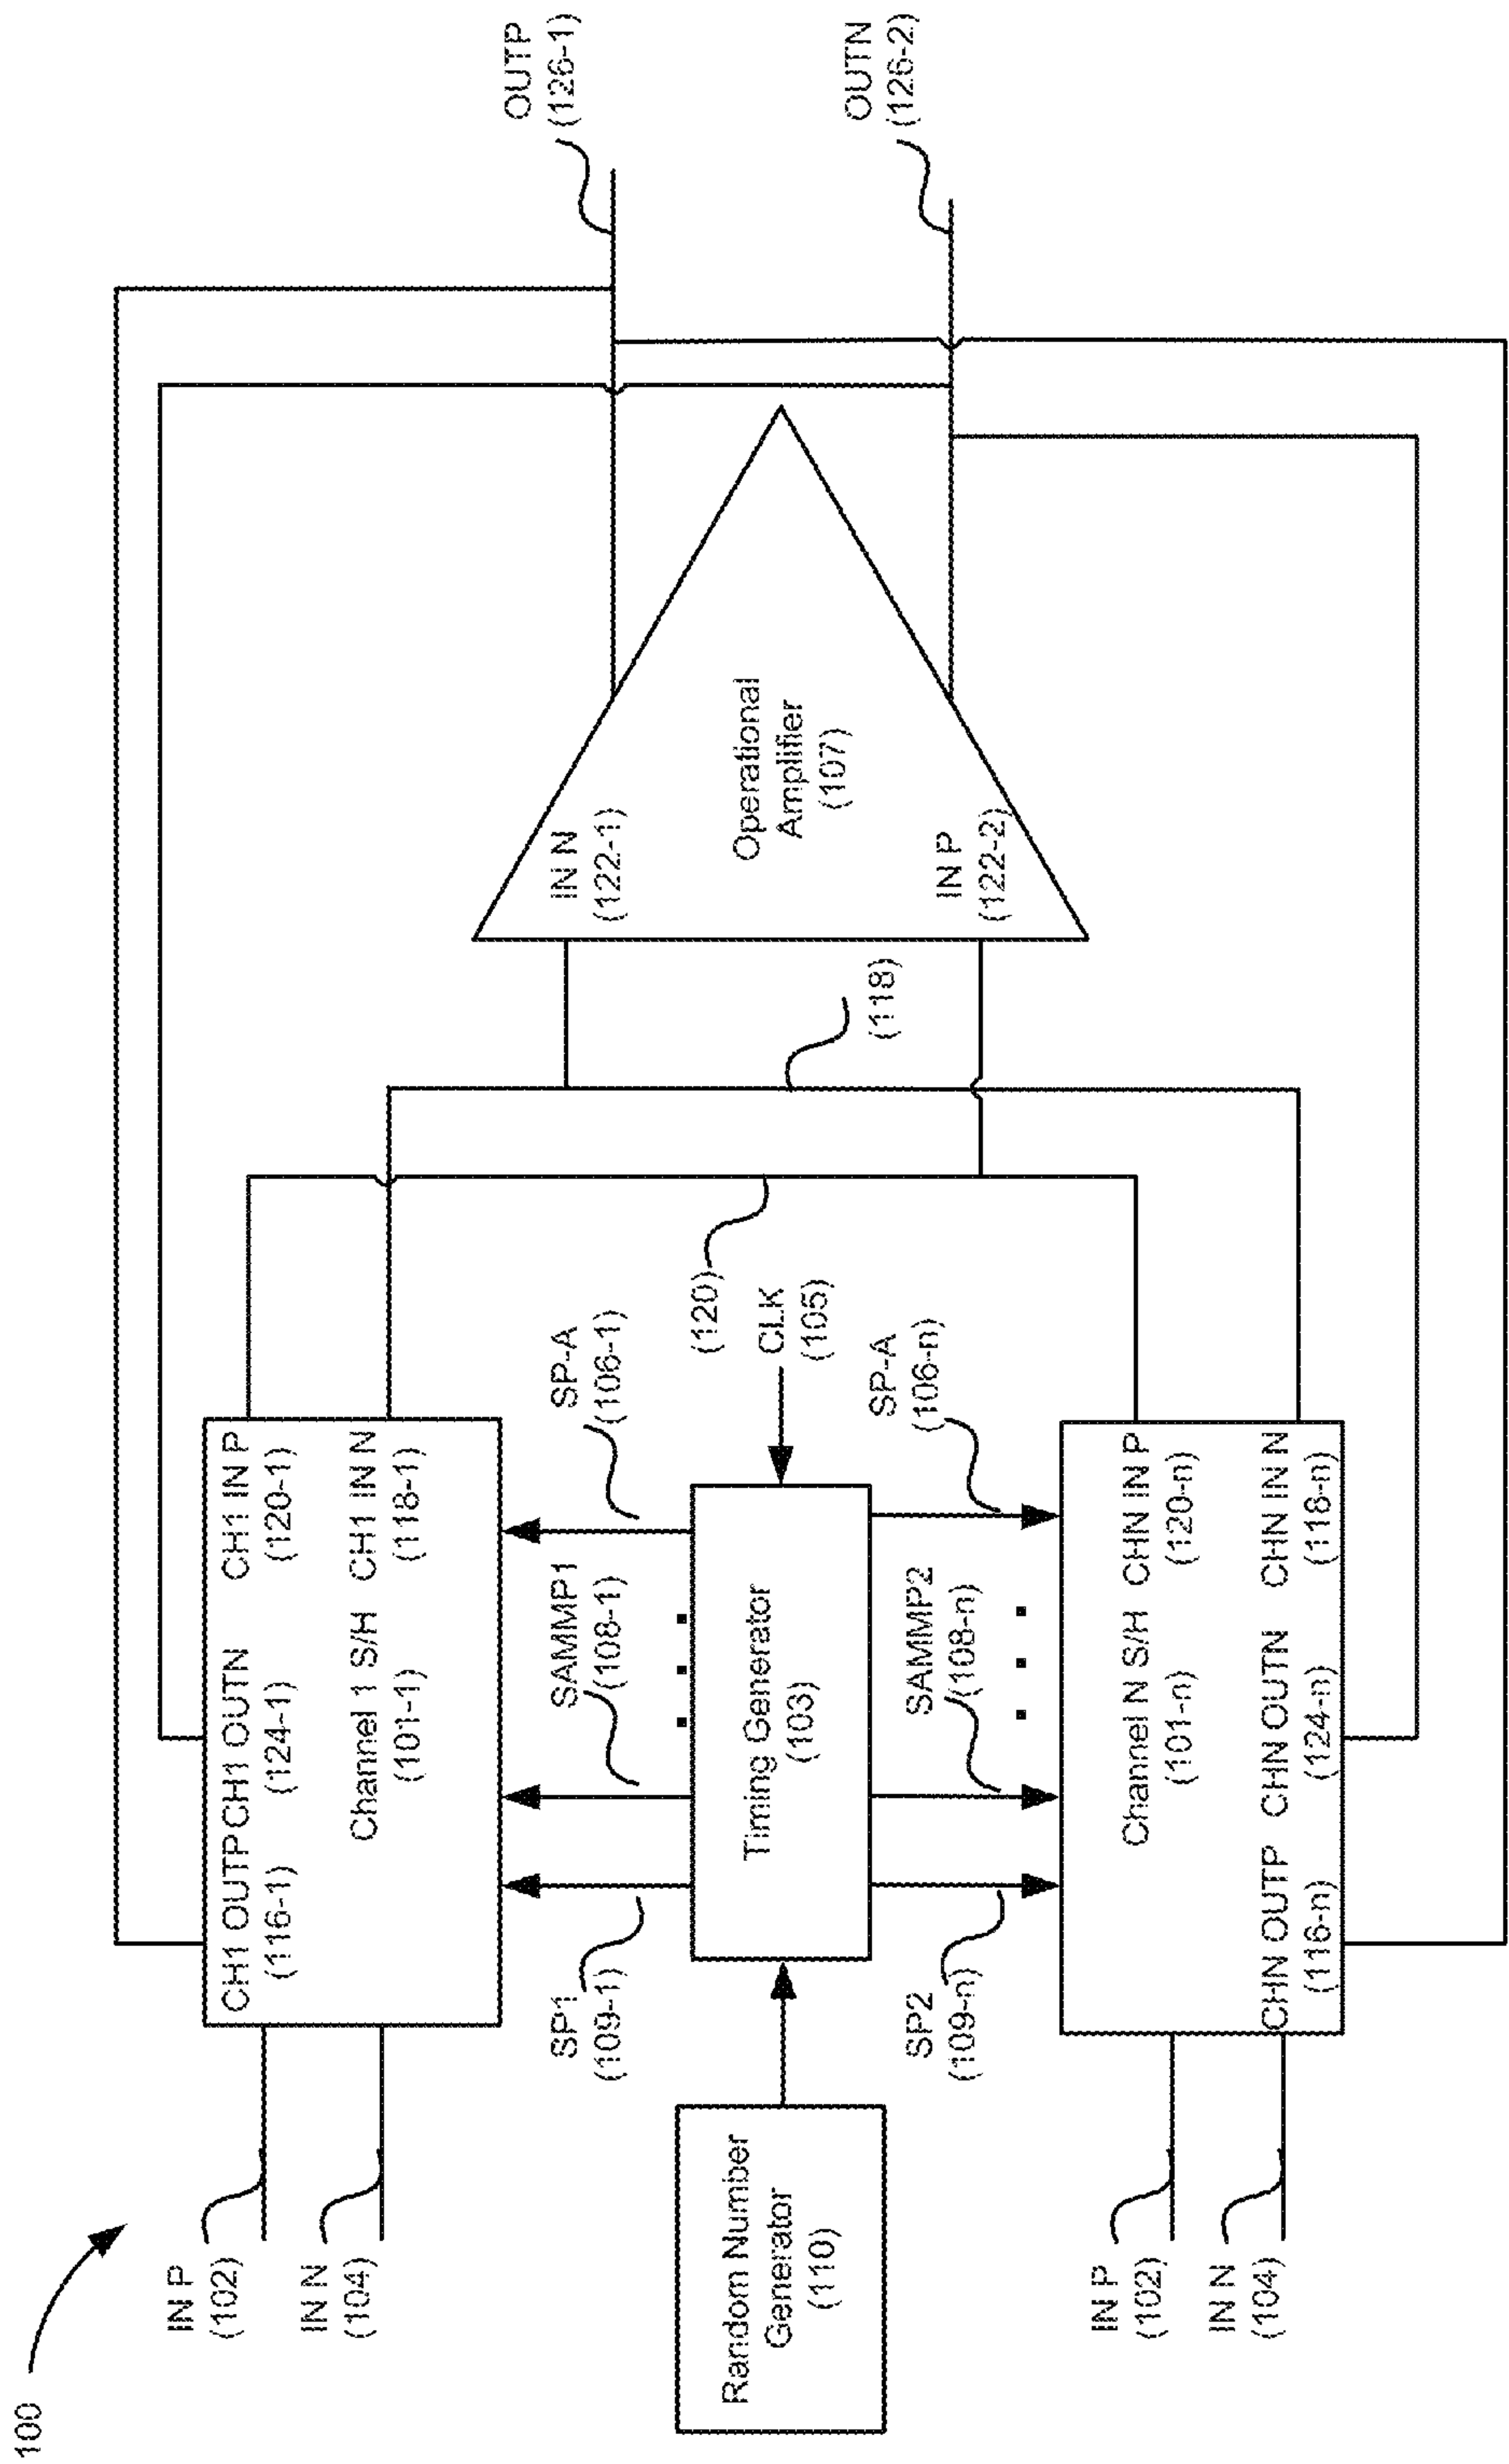 100
IN P
(102)
IN N
(104)
CH1 OUTP
(116-1)
CH1 OUTN
(124-1)
CH1 IN P
(120-1)
Channel 1 S/H
(101-1)
CH1 IN N
(118-1)
OUTP
(126-1)
OUTN
(126-2)
SP1
(109-1)
SAMMP1
(108-1)
SP-A
(106-1)
Random Number
Generator
(110)
Timing Generator
(103)
CLK
(105)
(120)
(118)
IN N
(122-1)
Operational
Amplifier
(107)
IN P
(122-2)
SP2
(109-n)
SAMMP2
(108-n)
SP-A
(106-n)
IN P
(102)
IN N
(104)
Channel N S/H
(101-n)
CHN IN P
(120-n)
CHN OUTP
(116-n)
CHN OUTN
(124-n)
CHN IN N
(118-n)